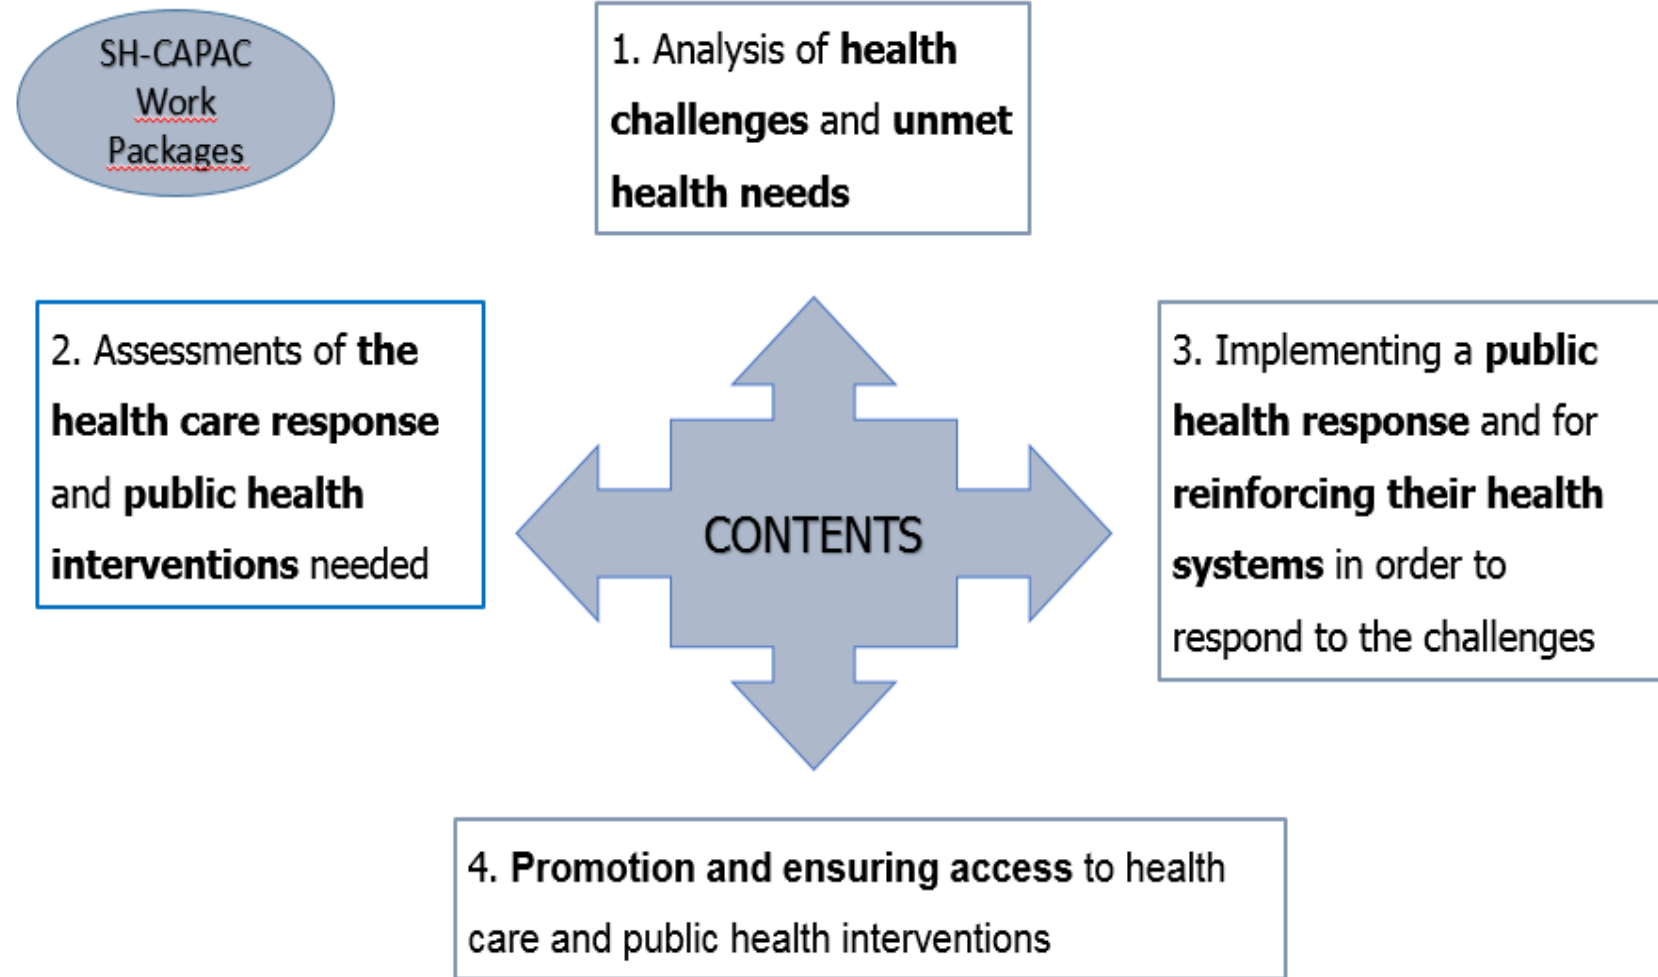 SH-CAPAC
Work
Packages
1. Analysis of health
challenges and unmet
health needs
2. Assessments of the
health care response
and public health
interventions needed
CONTENTS
3. Implementing a public
health response and for
reinforcing their health
systems in order to
respond to the challenges
4. Promotion and ensuring access to health
care and public health interventions